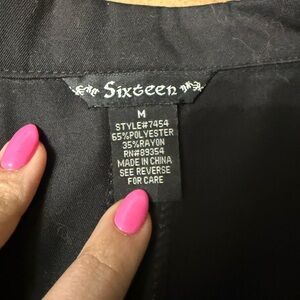 Sixteen
M
STYLE#7454
65%POLYESTER
35%RAYON
RN#89354
MADE IN CHINA
SEE REVERSE
FOR CARE